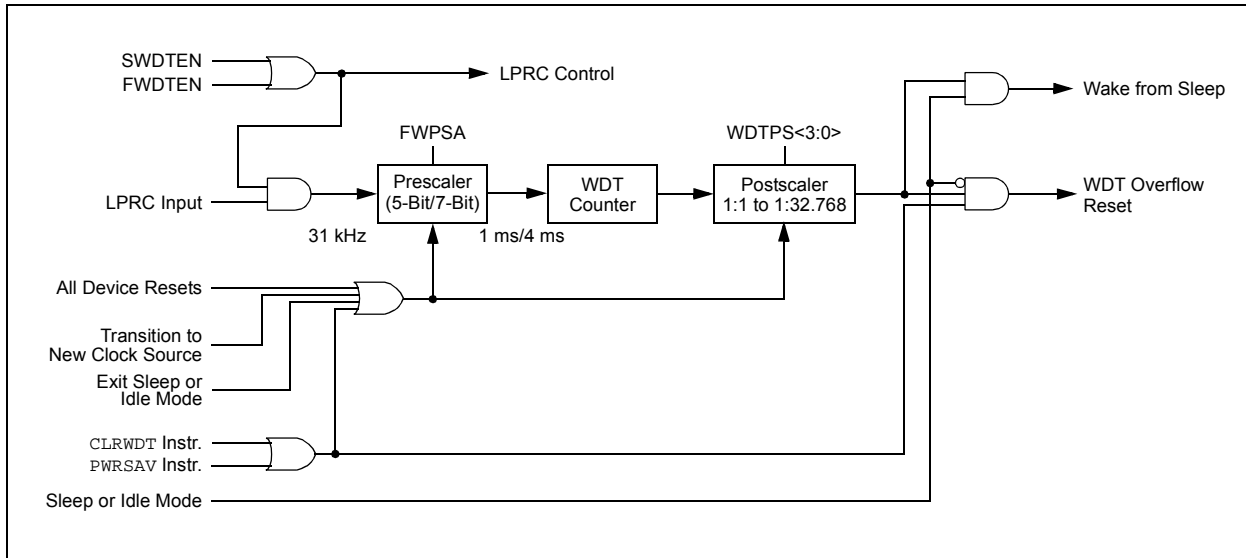 SWDTEN
FWDTEN
LPRC Control
Wake from Sleep
FWPSA
WDTPS<3:0>
LPRC Input
Prescaler
(5-Bit/7-Bit)
WDT
Counter
Postscaler
1:1 to 1:32.768
WDT Overflow
Reset
31 kHz
1 ms/4 ms
All Device Resets
Transition to
New Clock Source
Exit Sleep or
Idle Mode
CLRWDT Instr.
PWRSAV Instr.
Sleep or Idle Mode